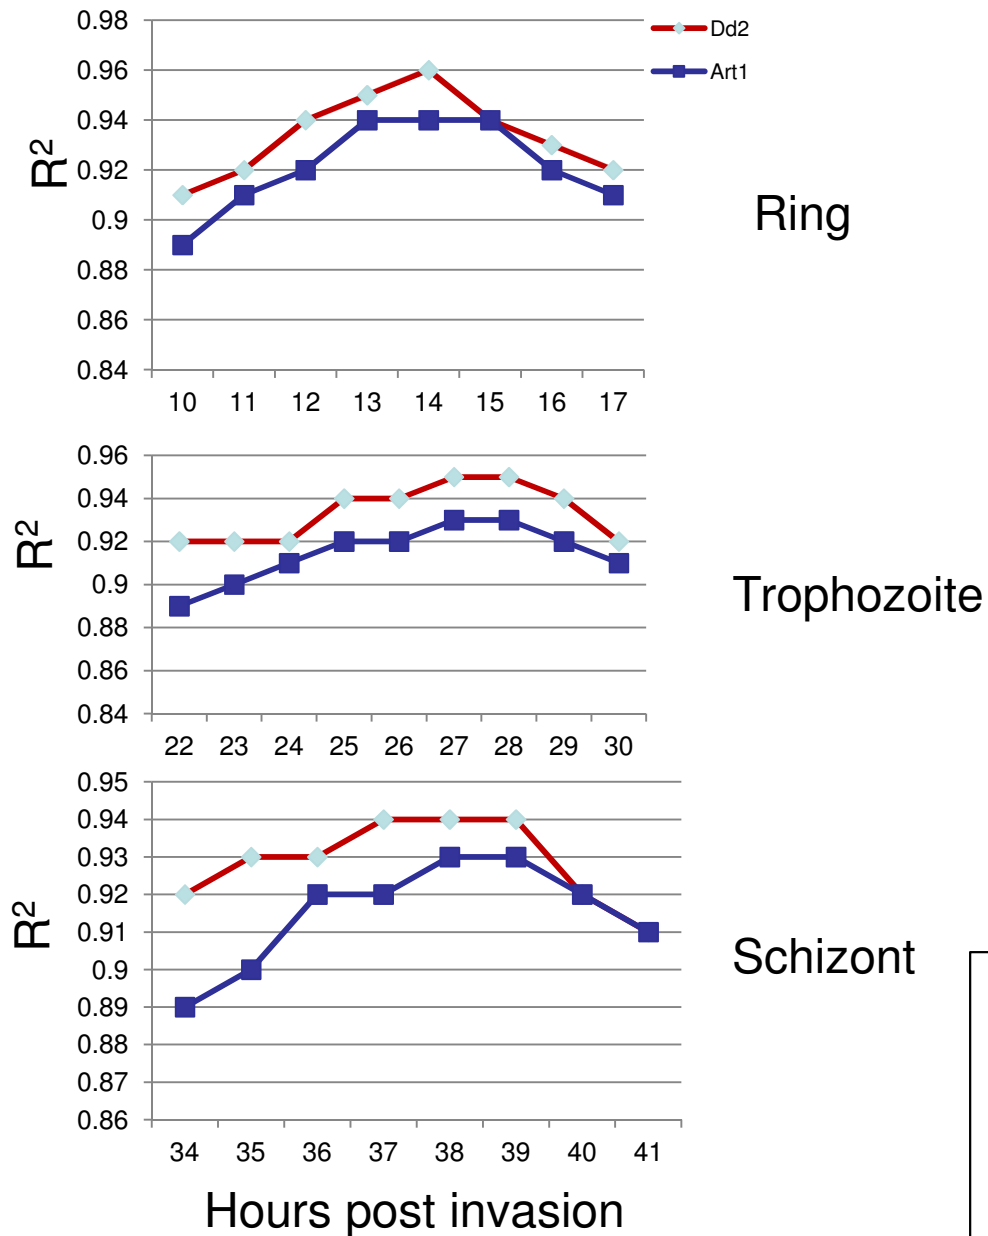 0.98
0.96
0.94
0.92
0.9
0.88
0.86
0.84
R²
10 11 12 13 14 15 16 17
Dd2
Art1
Ring
0.96
0.94
0.92
0.9
0.88
0.86
0.84
R²
22 23 24 25 26 27 28 29 30
Trophozoite
0.95
0.94
0.93
0.92
0.91
0.9
0.89
0.88
0.87
0.86
R²
34 35 36 37 38 39 40 41
Schizont
Hours post invasion